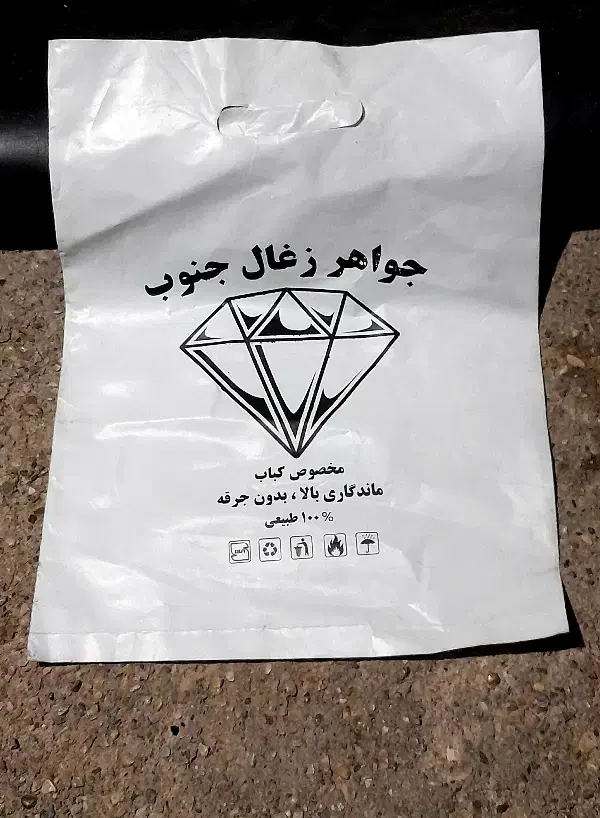 جواهر زغال جنوب
مخصوص کباب
ماندگاری بالا ، بدون جرقه
۱۰۰% طبیعی